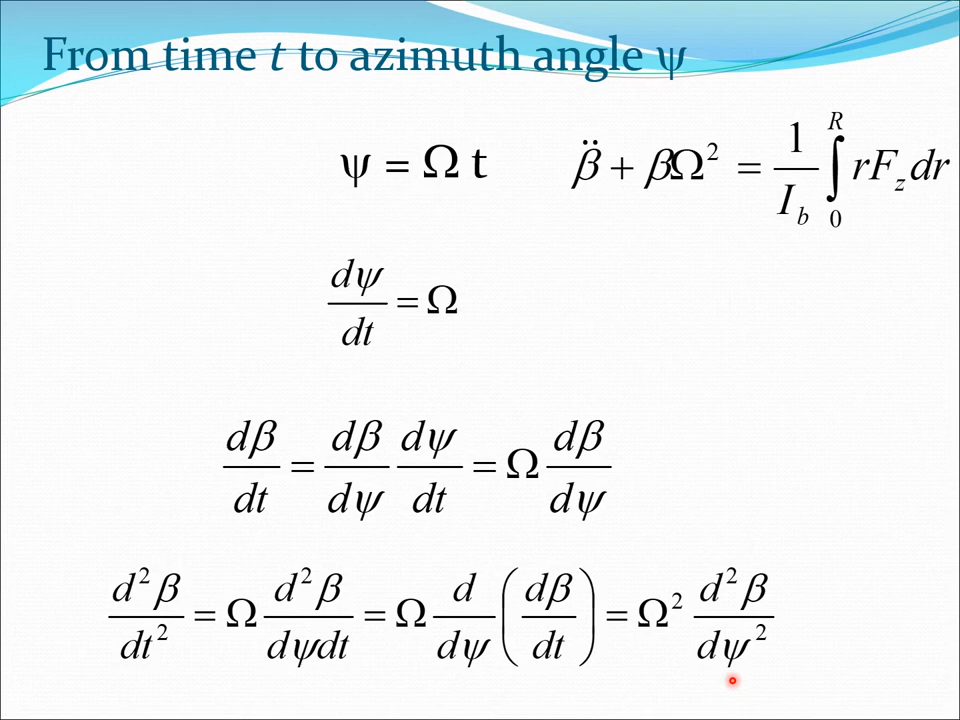 From time t to azimuth angle ψ
ψ = Ω t
β̈ + βΩ² = 1/I_b ∫₀ᴿ rF_z dr
dψ/dt = Ω
dβ/dt = dβ/dψ dψ/dt = Ω dβ/dψ
d²β/dt² = Ω d²β/dψdt = Ω d/dψ (dβ/dt) = Ω² d²β/dψ²